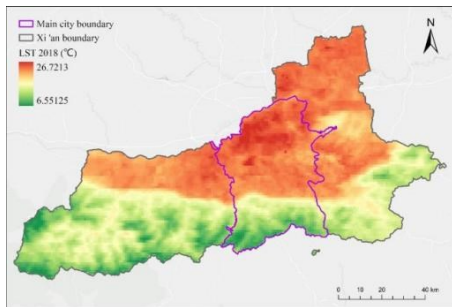 Main city boundary
Xi 'an boundary
LST 2018 (℃)
26.7213
6.55125
N
0 10 20 40 km